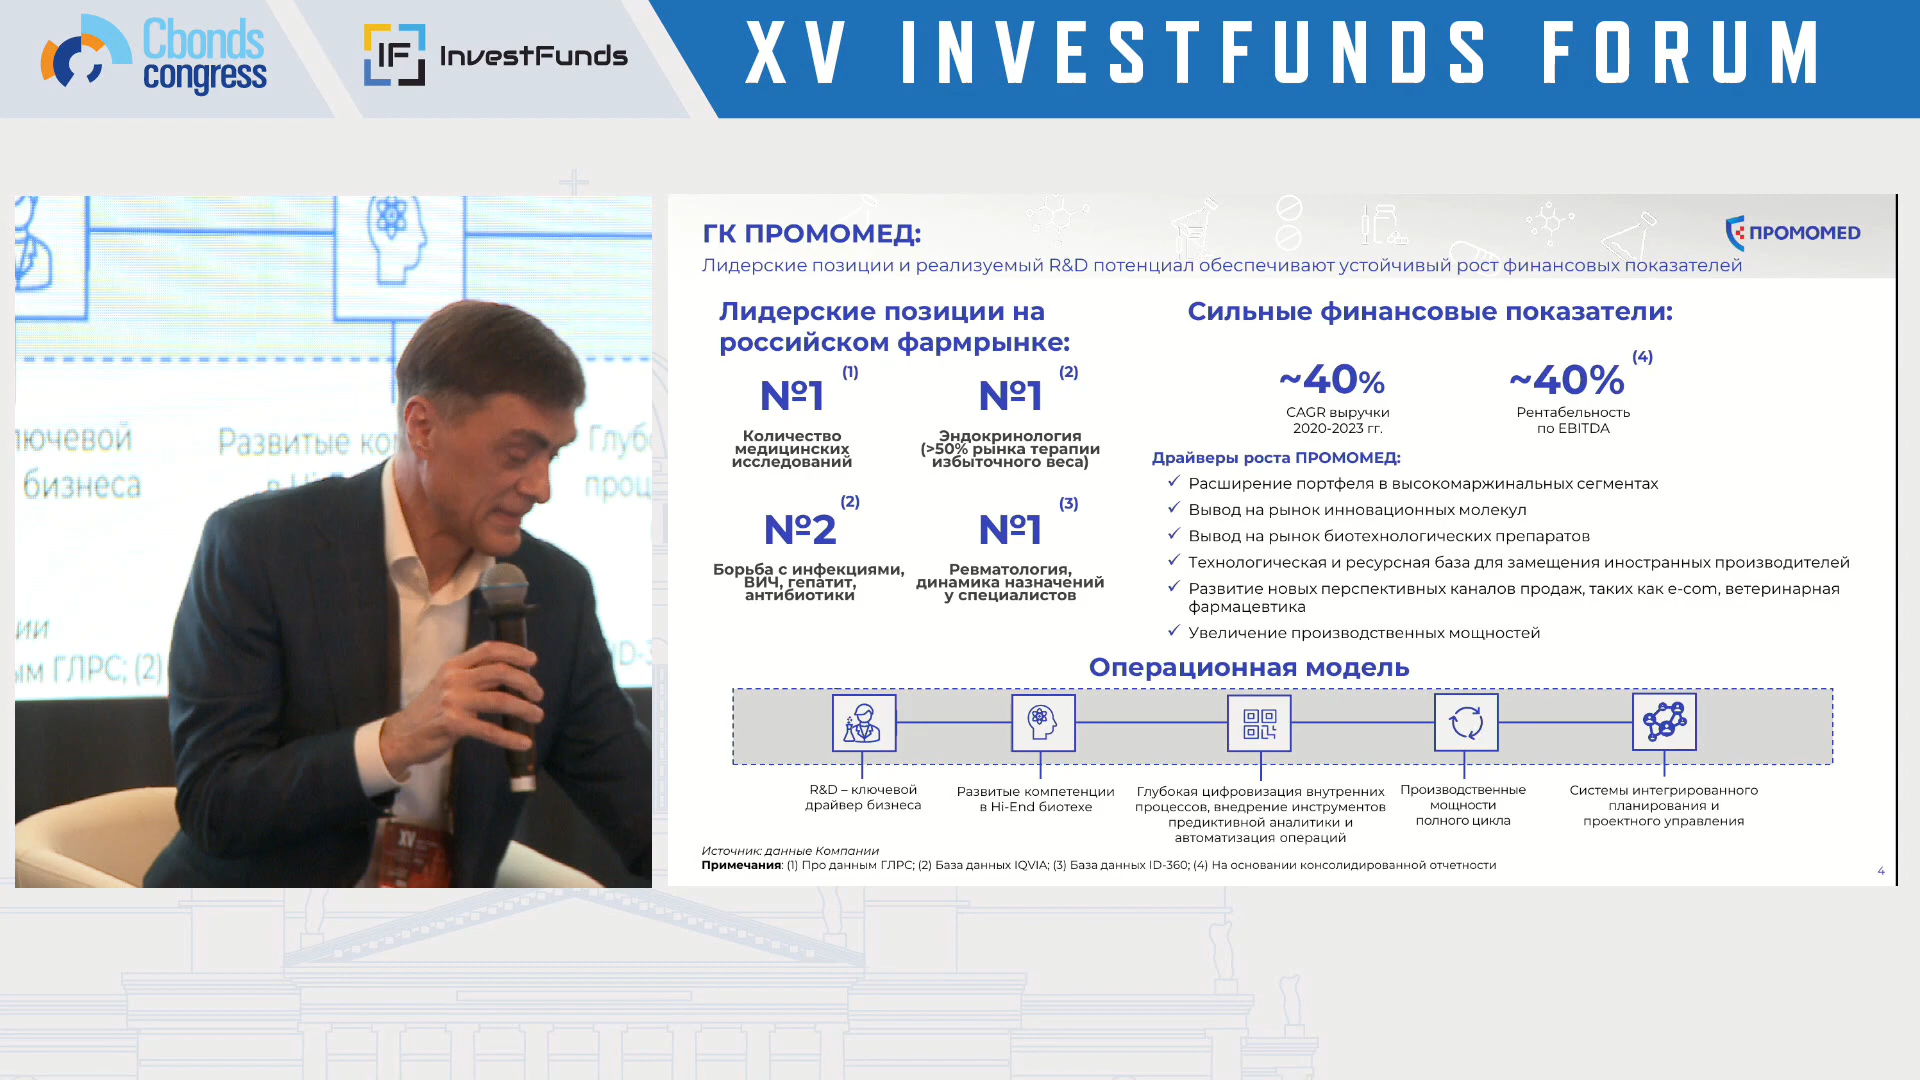 Cbonds
congress
IF InvestFunds
XV INVESTFUNDS FORUM
лючевой
бизнеса
Развитые
XV
ГК ПРОМОМЕД:
ПРОМОМЕД
Лидерские позиции и реализуемый R&D потенциал обеспечивают устойчивый рост финансовых показателей
Лидерские позиции на
российском фармрынке:
№1 (1)
Количество
медицинских
исследований
№1 (2)
Эндокринология
(>50% рынка терапии
избыточного веса)
№2 (2)
Борьба с инфекциями,
ВИЧ, гепатит,
антибиотики
№1 (3)
Ревматология,
динамика назначений
у специалистов
Сильные финансовые показатели:
~40%
CAGR выручки
2020-2023 гг.
~40% (4)
Рентабельность
по EBITDA
Драйверы роста ПРОМОМЕД:
✓ Расширение портфеля в высокомаржинальных сегментах
✓ Вывод на рынок инновационных молекул
✓ Вывод на рынок биотехнологических препаратов
✓ Технологическая и ресурсная база для замещения иностранных производителей
✓ Развитие новых перспективных каналов продаж, таких как e-com, ветеринарная
фармацевтика
✓ Увеличение производственных мощностей
Операционная модель
R&D – ключевой
драйвер бизнеса
Развитые компетенции
в Hi-End биотехе
Глубокая цифровизация внутренних
процессов, внедрение инструментов
предиктивной аналитики и
автоматизация операций
Производственные
мощности
полного цикла
Системы интегрированного
планирования и
проектного управления
Источник: данные Компании
Примечания: (1) Про данным ГЛРС; (2) База данных IQVIA; (3) База данных ID-360; (4) На основании консолидированной отчетности
4